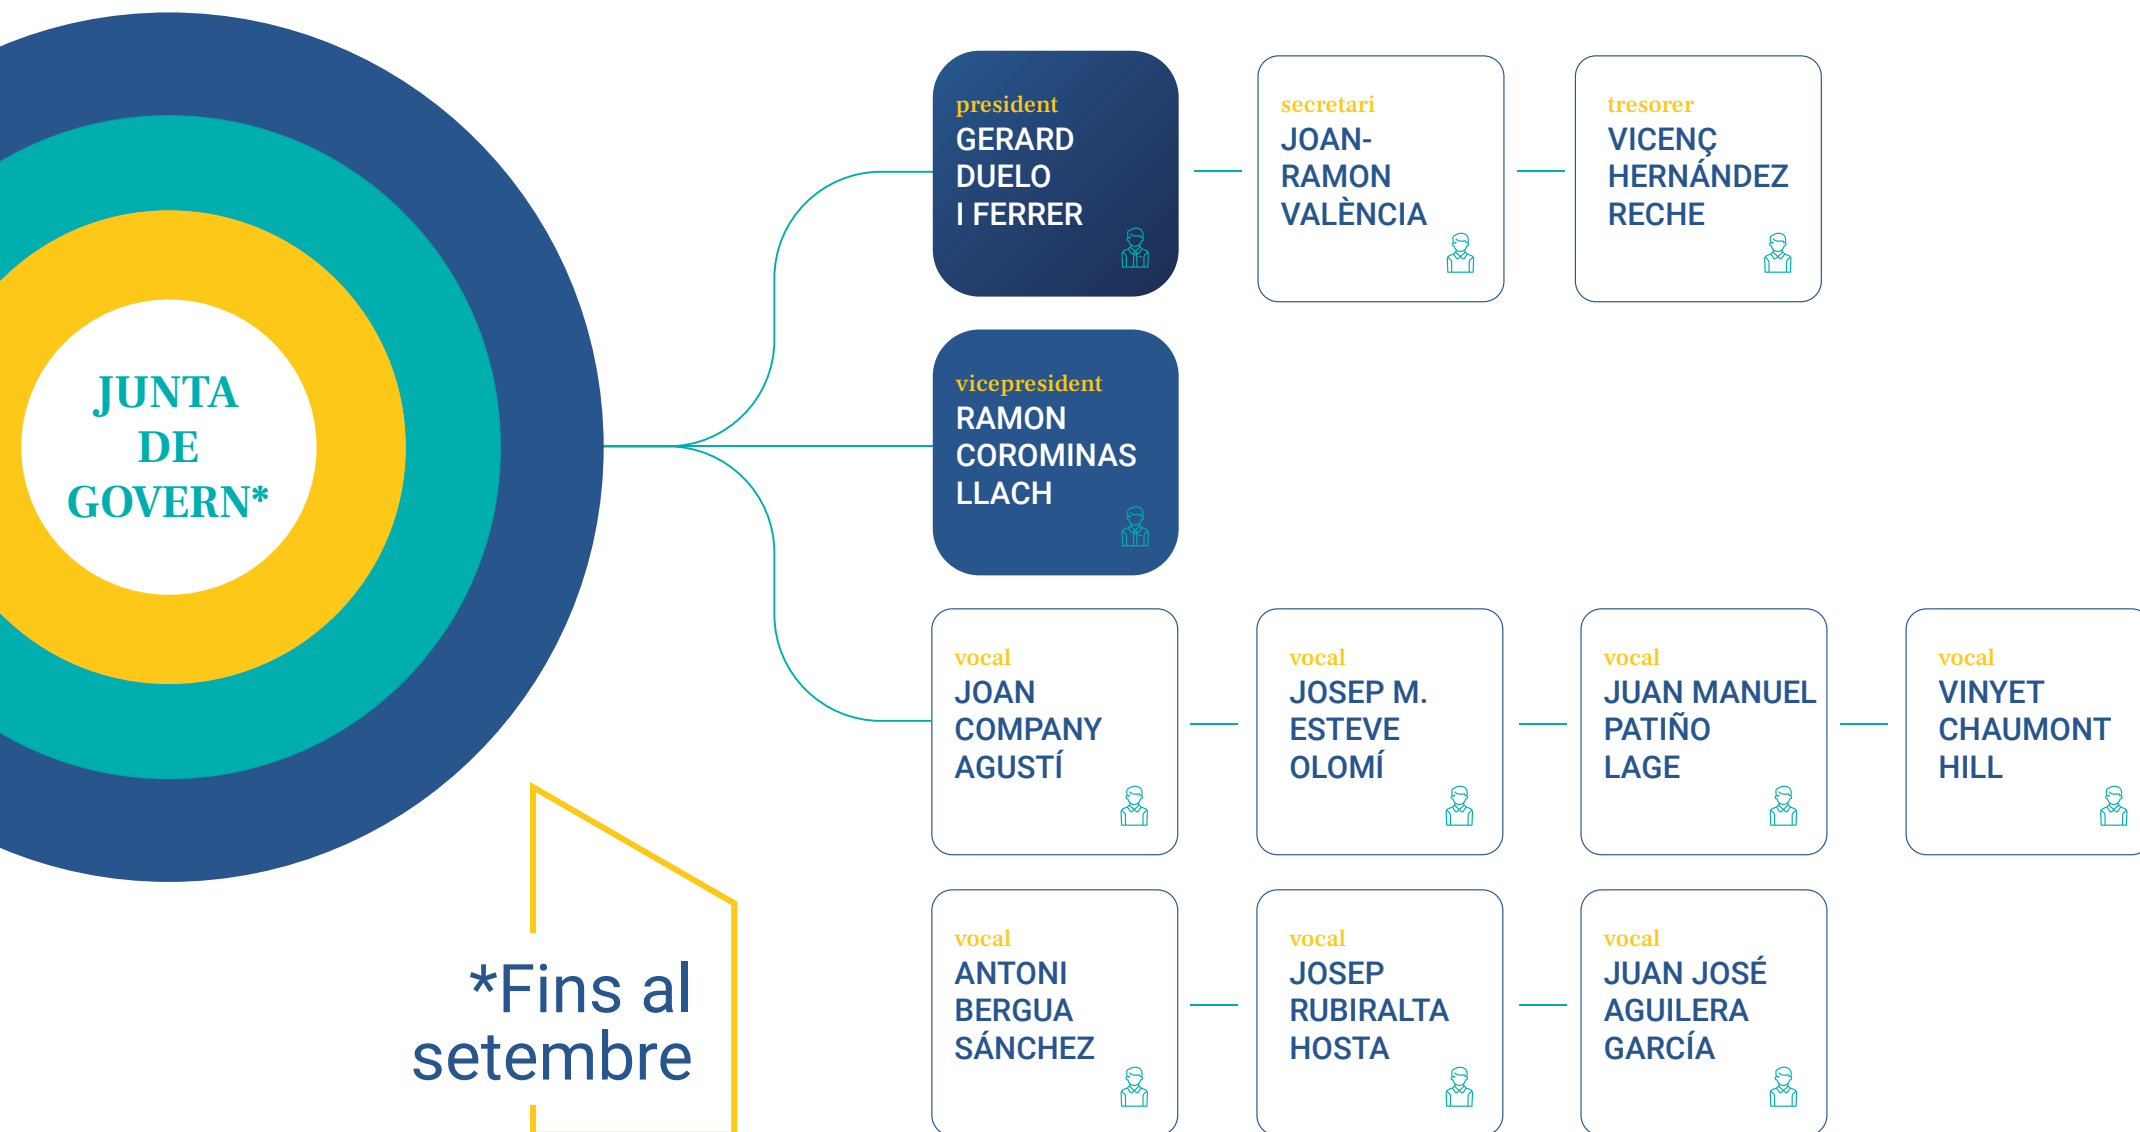 JUNTA
DE
GOVERN*
president
GERARD
DUELO
I FERRER
secretari
JOAN-
RAMON
VALÈNCIA
tresorer
VICENÇ
HERNÁNDEZ
RECHE
vicepresident
RAMON
COROMINAS
LLACH
vocal
JOAN
COMPANY
AGUSTÍ
vocal
JOSEP M.
ESTEVE
OLOMÍ
vocal
JUAN MANUEL
PATIÑO
LAGE
vocal
VINYET
CHAUMONT
HILL
vocal
ANTONI
BERGUA
SÁNCHEZ
vocal
JOSEP
RUBIRALTA
HOSTA
vocal
JUAN JOSÉ
AGUILERA
GARCÍA
*Fins al
setembre